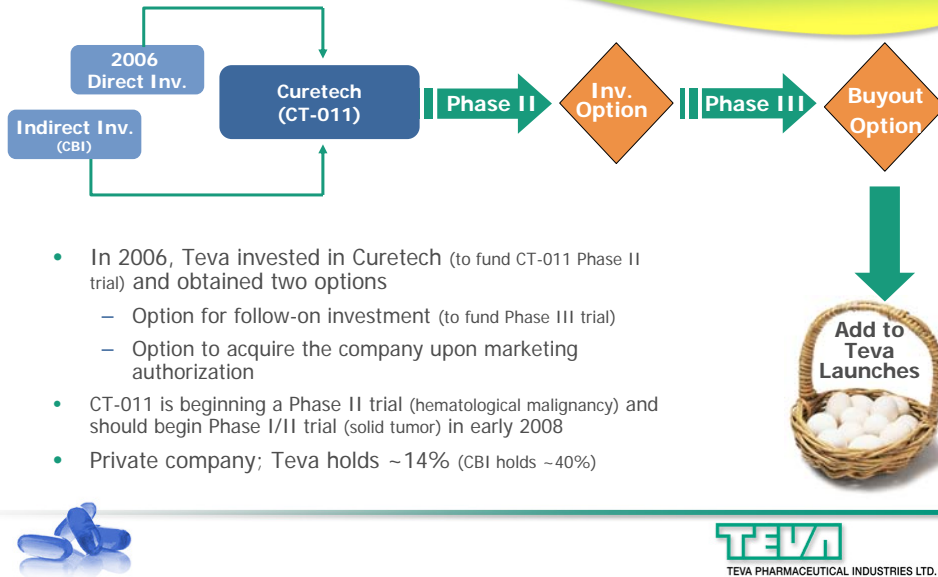 2006
Direct Inv.
Indirect Inv.
(CBI)
Curetech
(CT-011)
Phase II
Inv.
Option
Phase III
Buyout
Option
• In 2006, Teva invested in Curetech (to fund CT-011 Phase II
trial) and obtained two options
– Option for follow-on investment (to fund Phase III trial)
– Option to acquire the company upon marketing
authorization
• CT-011 is beginning a Phase II trial (hematological malignancy) and
should begin Phase I/II trial (solid tumor) in early 2008
• Private company; Teva holds ~14% (CBI holds ~40%)
Add to
Teva
Launches
TEVA
TEVA PHARMACEUTICAL INDUSTRIES LTD.